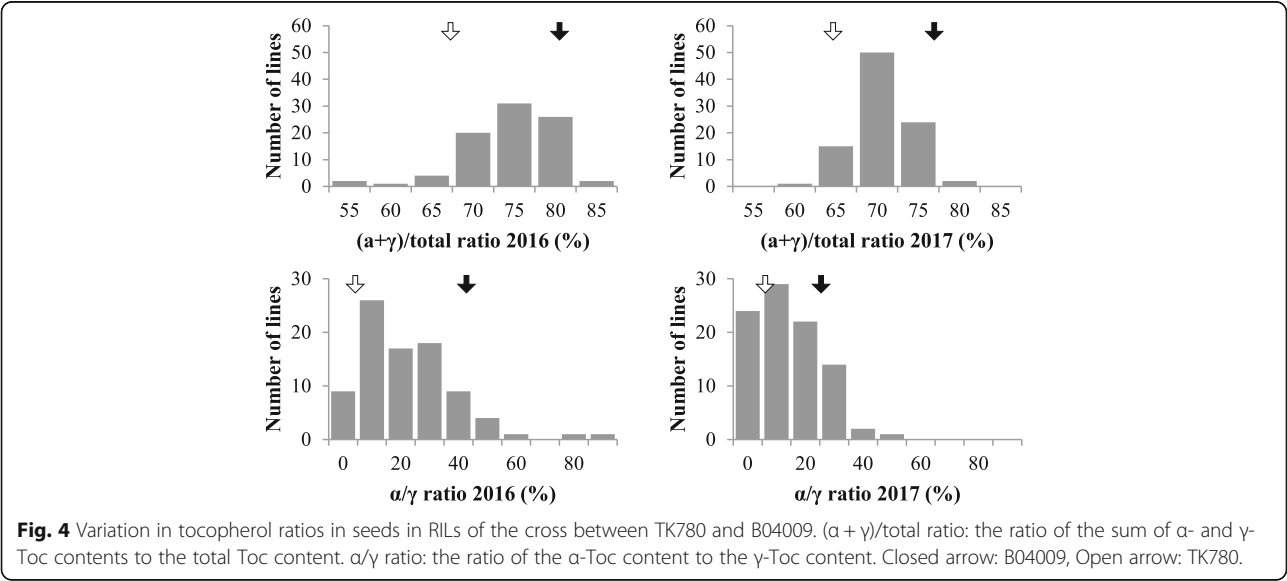 60
50
40
30
20
10
0
Number of lines
55 60 65 70 75 80 85
(a+γ)/total ratio 2016 (%)
60
50
40
30
20
10
0
Number of lines
55 60 65 70 75 80 85
(a+γ)/total ratio 2017 (%)
30
20
10
0
Number of lines
0 20 40 60 80
α/γ ratio 2016 (%)
30
20
10
0
Number of lines
0 20 40 60 80
α/γ ratio 2017 (%)
Fig. 4 Variation in tocopherol ratios in seeds in RILs of the cross between TK780 and B04009. (α + γ)/total ratio: the ratio of the sum of α- and γ-
Toc contents to the total Toc content. α/γ ratio: the ratio of the α-Toc content to the γ-Toc content. Closed arrow: B04009, Open arrow: TK780.